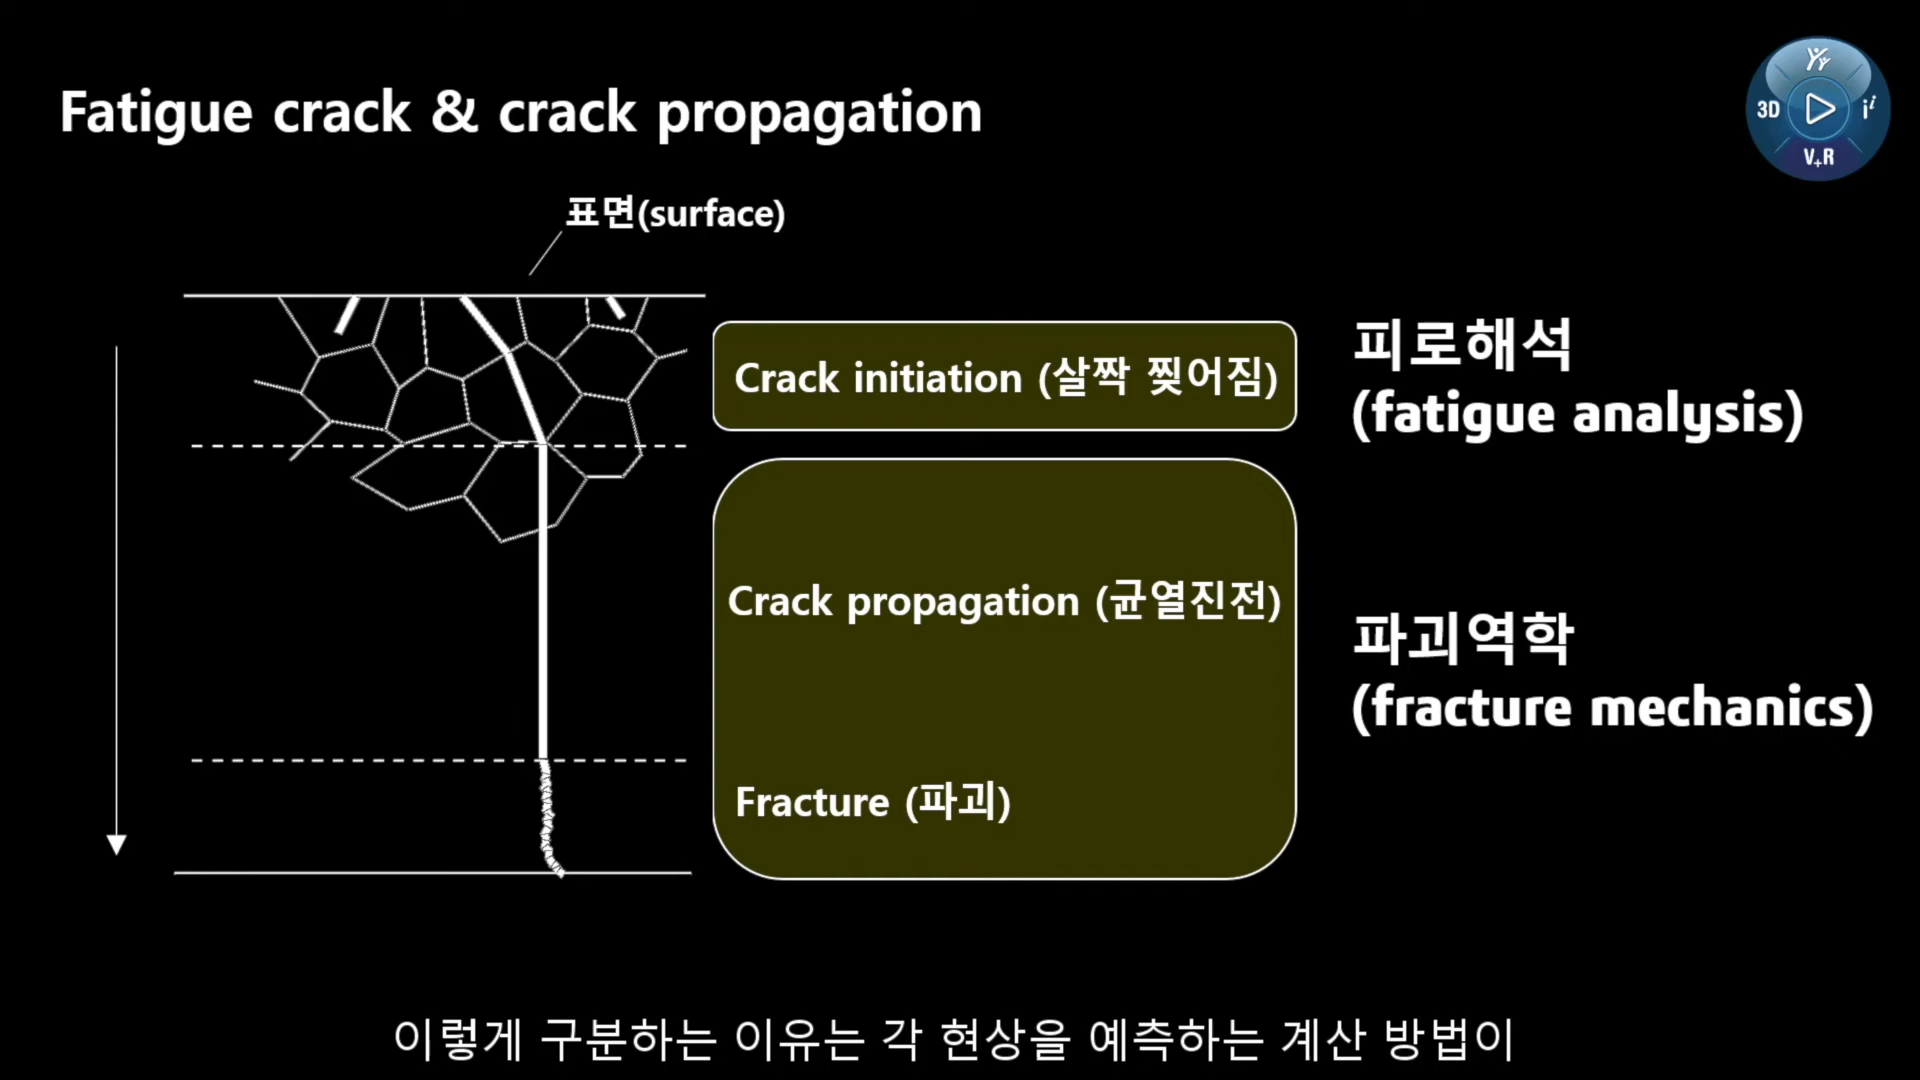 Fatigue crack & crack propagation
3D
i
V+R
표면(surface)
Crack initiation (살짝 찢어짐)
피로해석
(fatigue analysis)
Crack propagation (균열진전)
파괴역학
(fracture mechanics)
Fracture (파괴)
이렇게 구분하는 이유는 각 현상을 예측하는 계산 방법이